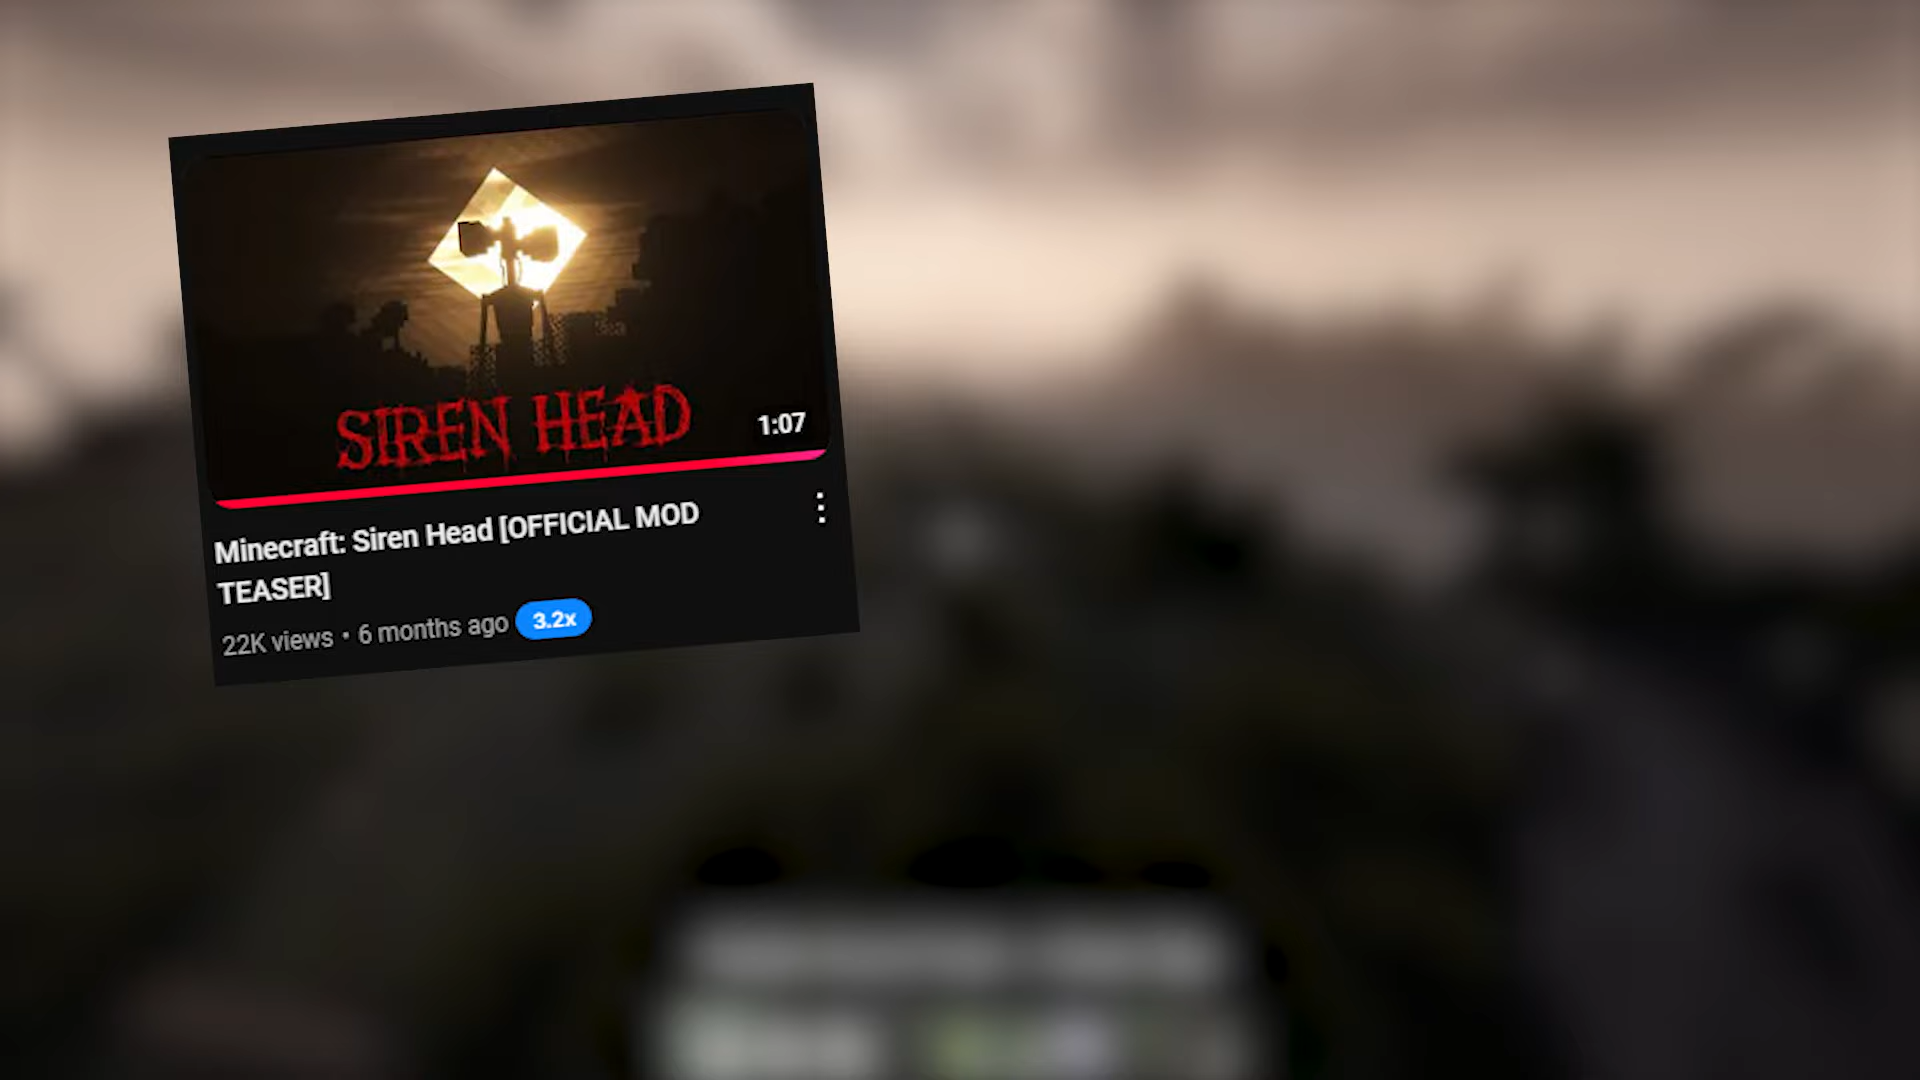 SIREN HEAD
1:07
Minecraft: Siren Head [OFFICIAL MOD
TEASER]
22K views • 6 months ago 3.2x